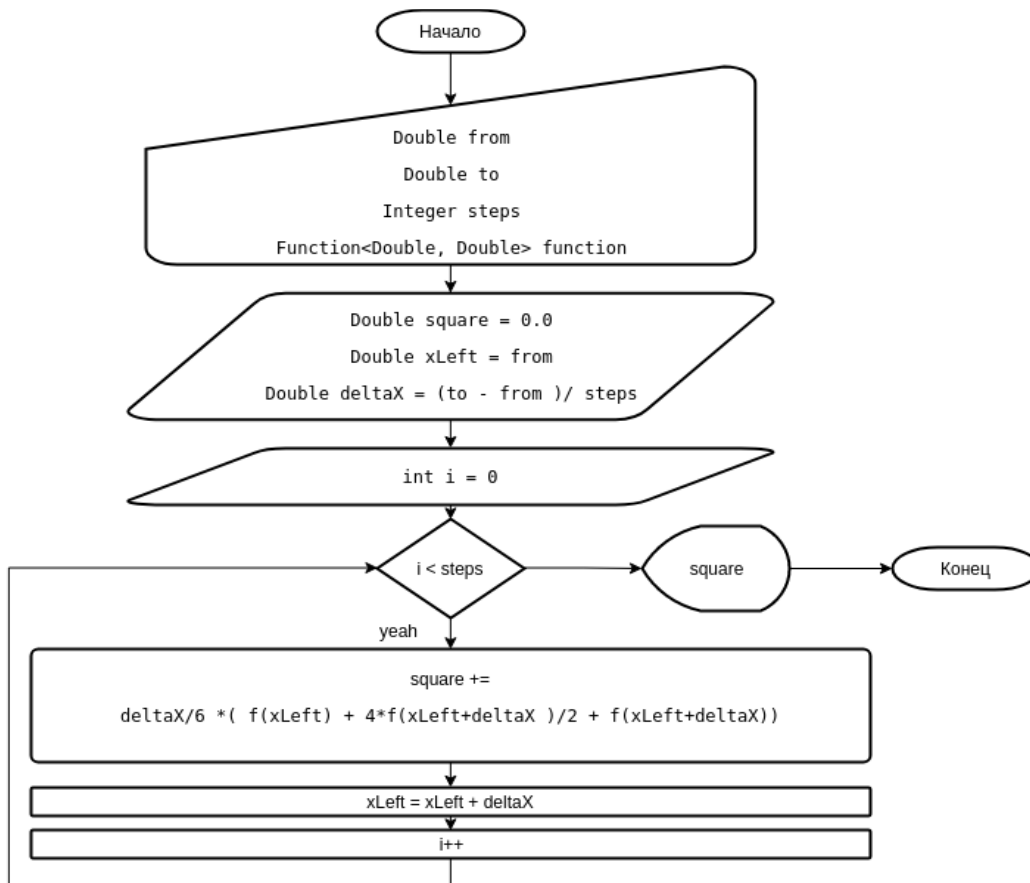 Начало
Double from
Double to
Integer steps
Function<Double, Double> function
Double square = 0.0
Double xLeft = from
Double deltaX = (to - from )/ steps
int i = 0
i < steps
square
Конец
yeah
square +=
deltaX/6 *( f(xLeft) + 4*f(xLeft+deltaX )/2 + f(xLeft+deltaX))
xLeft = xLeft + deltaX
i++